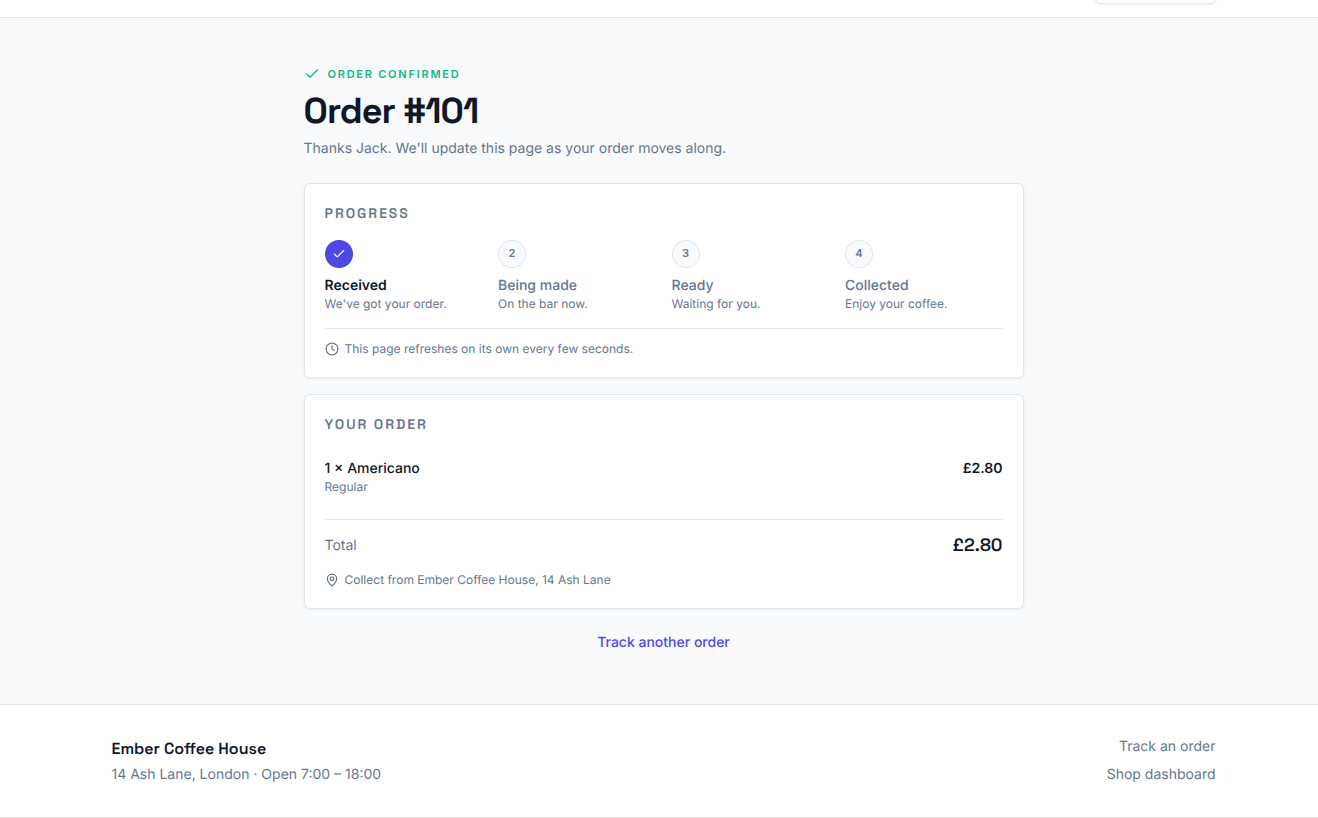 ORDER CONFIRMED
Order #101
Thanks Jack. We'll update this page as your order moves along.
PROGRESS
2 3 4
Received Being made Ready Collected
We've got your order. On the bar now. Waiting for you. Enjoy your coffee.
This page refreshes on its own every few seconds.
YOUR ORDER
1 × Americano £2.80
Regular
Total £2.80
Collect from Ember Coffee House, 14 Ash Lane
Track another order
Ember Coffee House Track an order
14 Ash Lane, London · Open 7:00 – 18:00 Shop dashboard